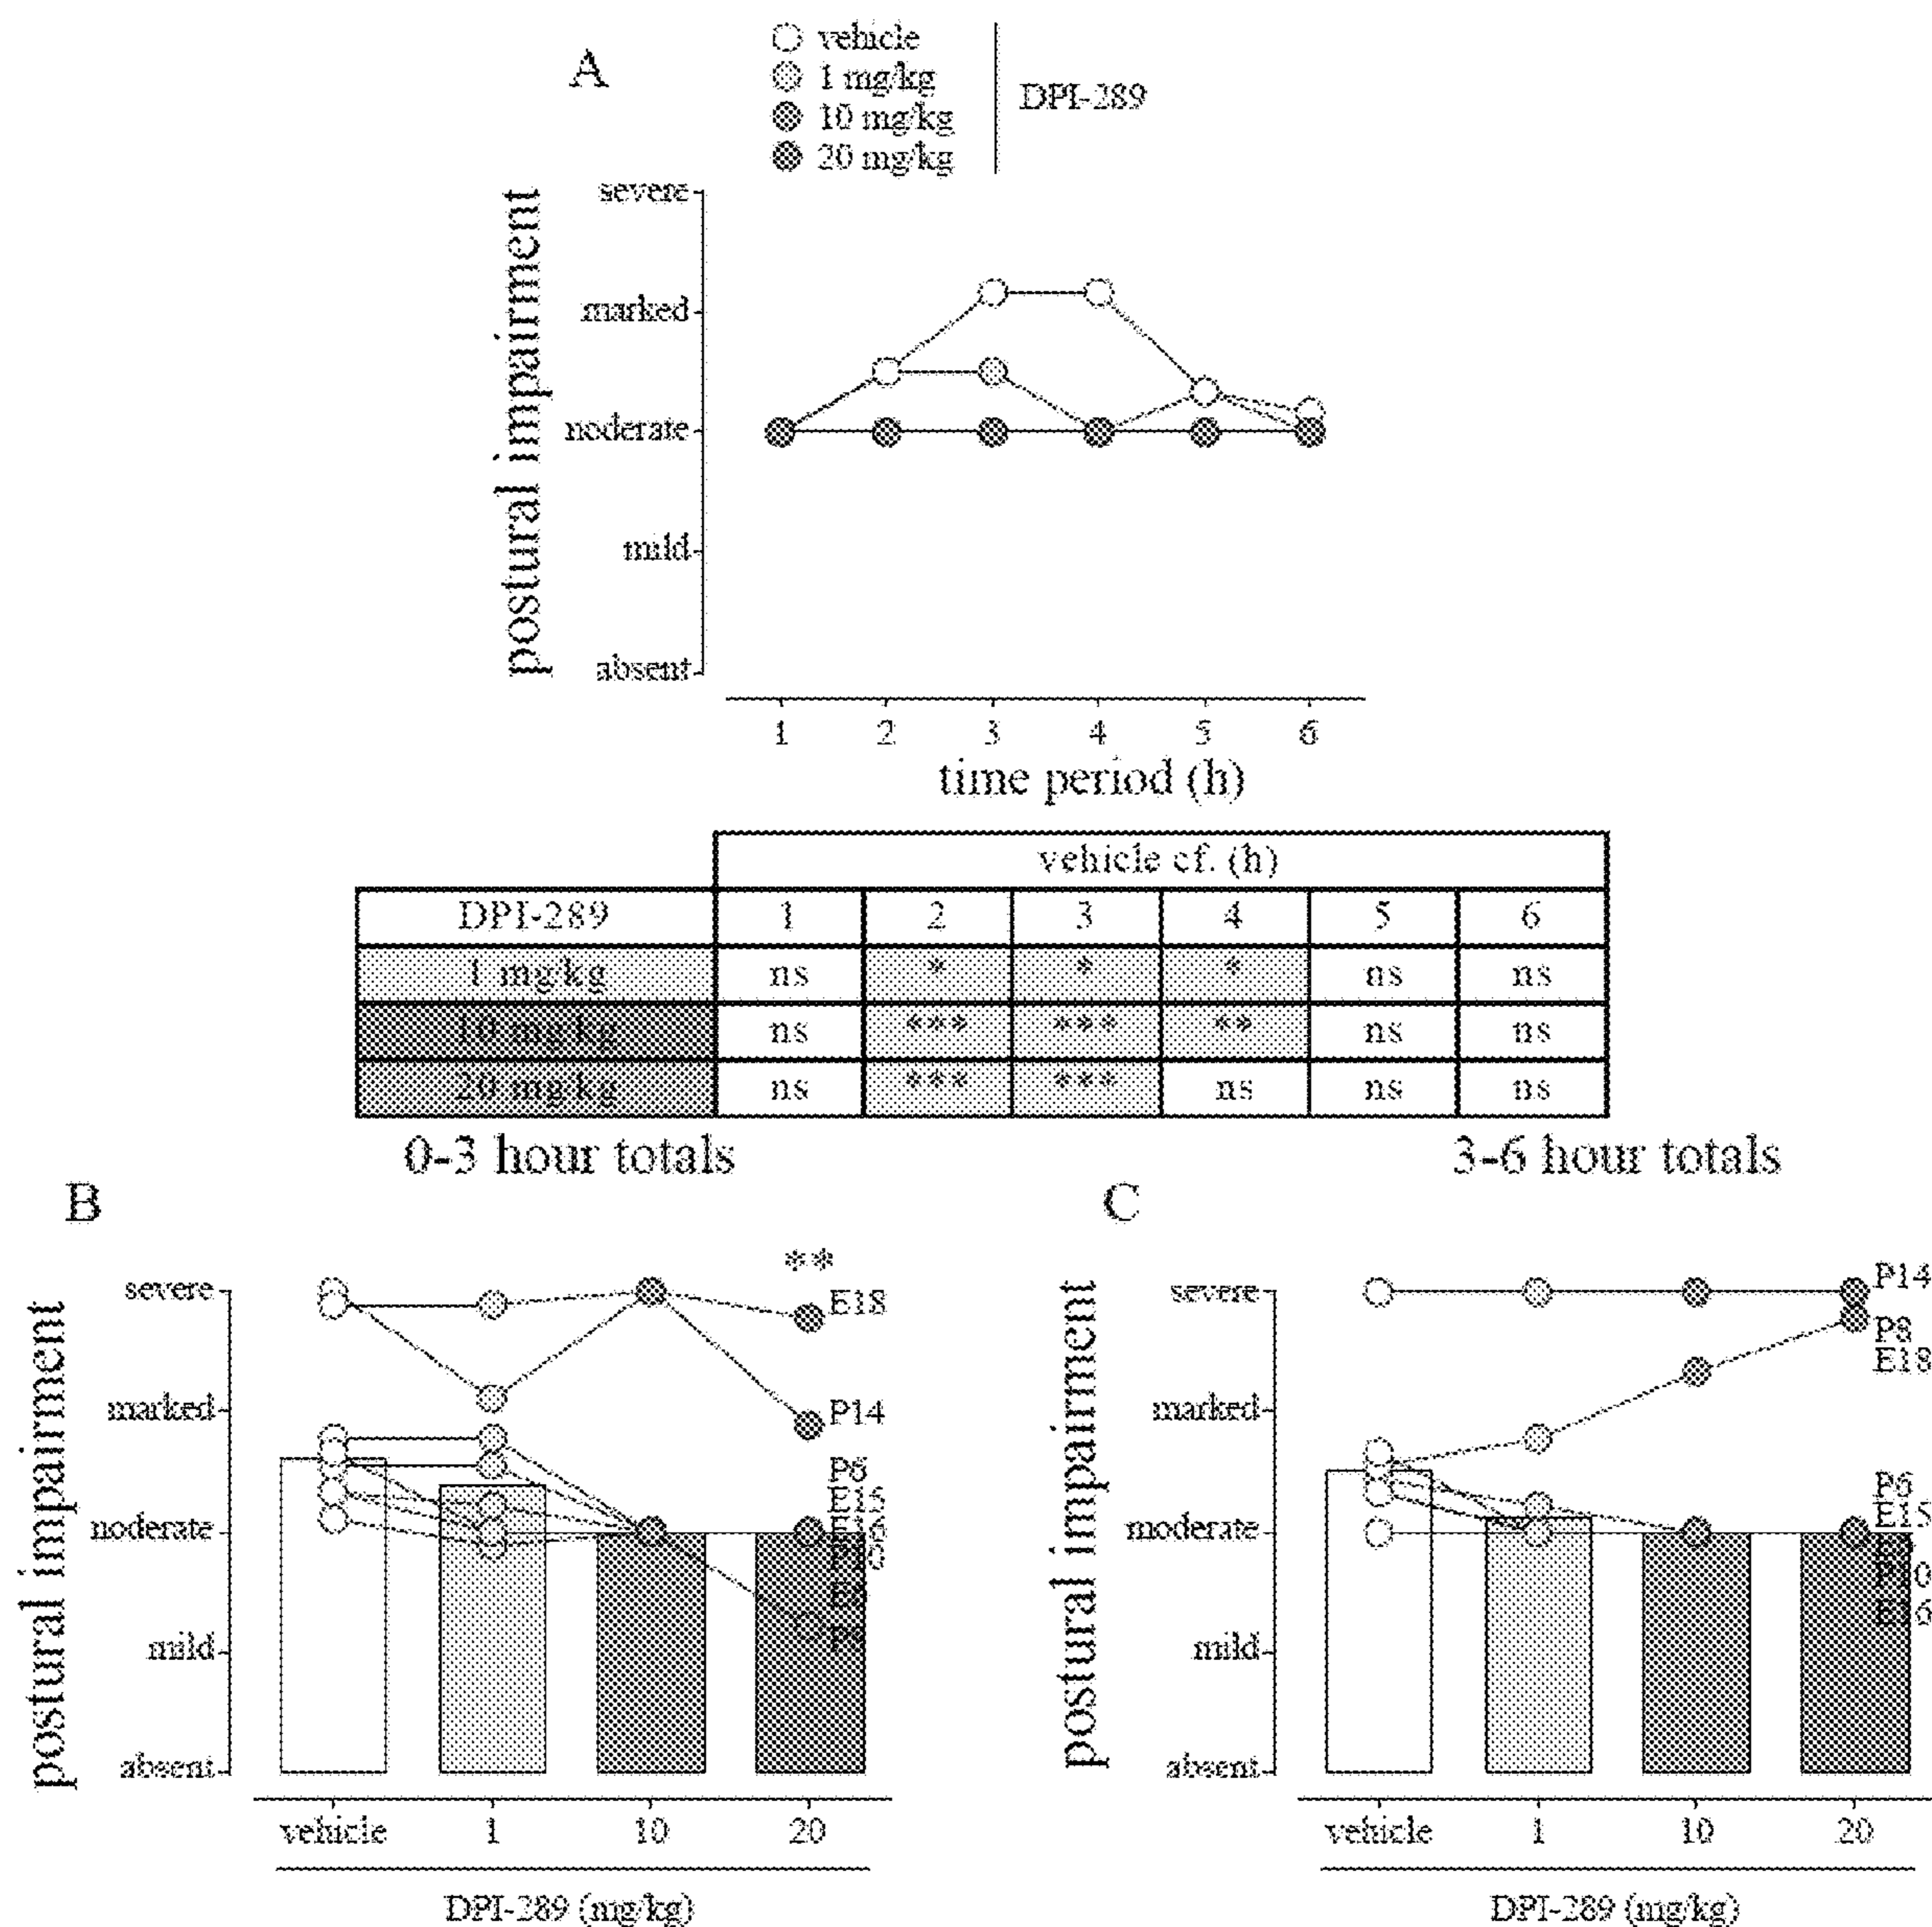 A
vehicle
1 mg/kg
10 mg/kg
20 mg/kg
DPI-289
postural impairment
severe
marked
noderate
mild
absent
1 2 3 4 5 6
time period (h)
vehicle cf. (h)
DPI-289 1 2 3 4 5 6
1 mg/kg ns * * * ns ns
10 mg/kg ns *** *** ** ns ns
20 mg/kg ns *** *** ns ns ns
0-3 hour totals
B
postural impairment
severe
marked
noderate
mild
absent
**
E18
P14
P6
E15
vehicle 1 10 20
DPI-289 (mg/kg)
3-6 hour totals
C
postural impairment
severe
marked
moderate
mild
absent
P14
P8
E18
P6
E15
vehicle 1 10 20
DPI-289 (mg/kg)